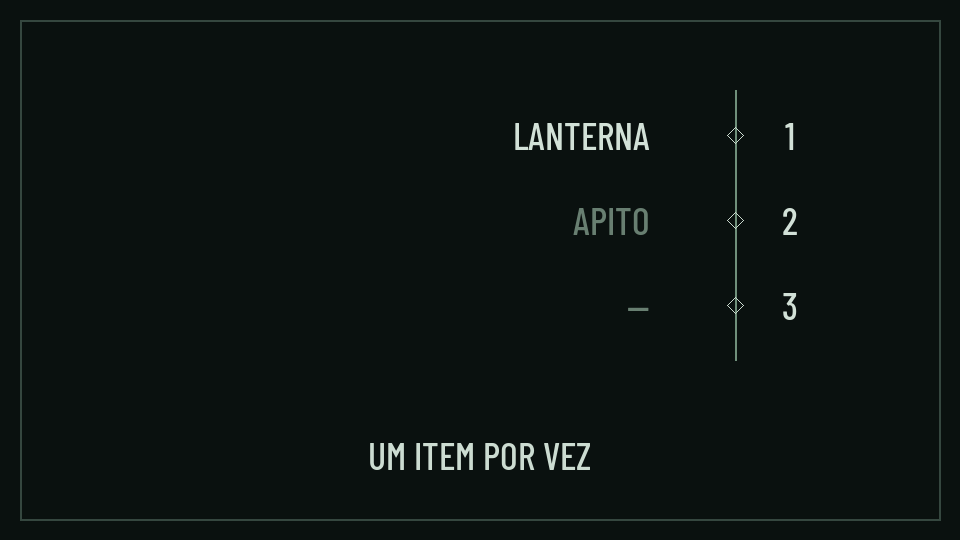 LANTERNA 1
APITO 2
— 3
UM ITEM POR VEZ